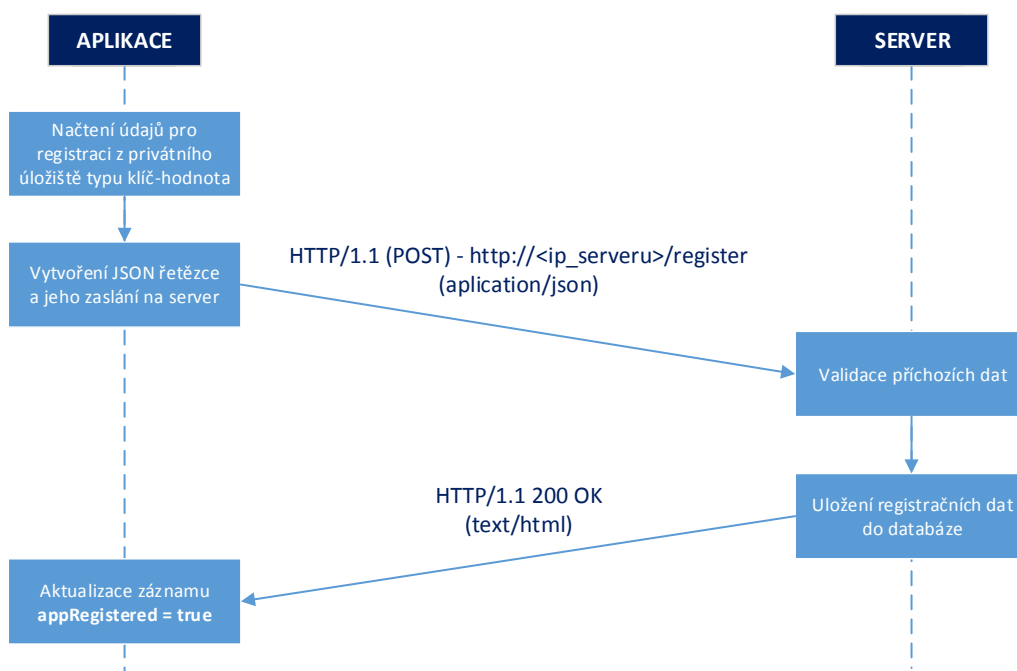 APLIKACE
SERVER
Načtení údajů pro
registraci z privátního
úložiště typu klíč-hodnota
Vytvoření JSON řetězce
a jeho zaslání na server
HTTP/1.1 (POST) - http://<ip_serveru>/register
(aplication/json)
Validace příchozích dat
Uložení registračních dat
do databáze
HTTP/1.1 200 OK
(text/html)
Aktualizace záznamu
appRegistered = true